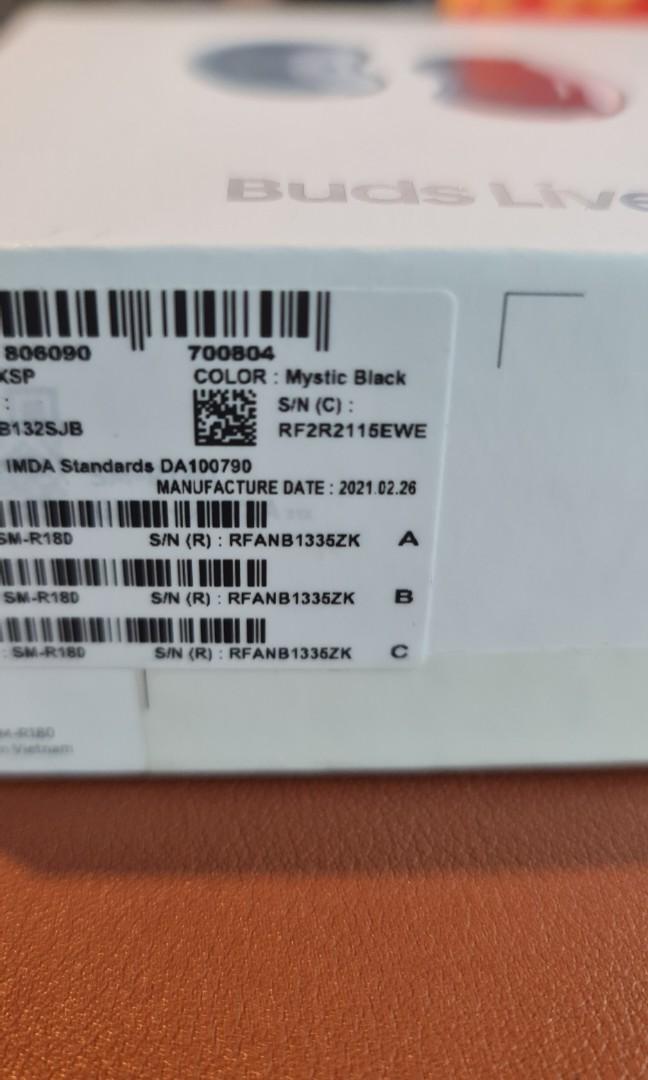 Buds Live
806090 700804
XSP COLOR : Mystic Black
: S/N (C) :
B132SJB RF2R2115EWE
IMDA Standards DA100790
MANUFACTURE DATE : 2021.02.26
SM-R180 S/N (R) : RFANB1335ZK A
SM-R180 S/N (R) : RFANB1335ZK B
: SM-R180 S/N (R) : RFANB1335ZK C
M-R180
n Vietnam